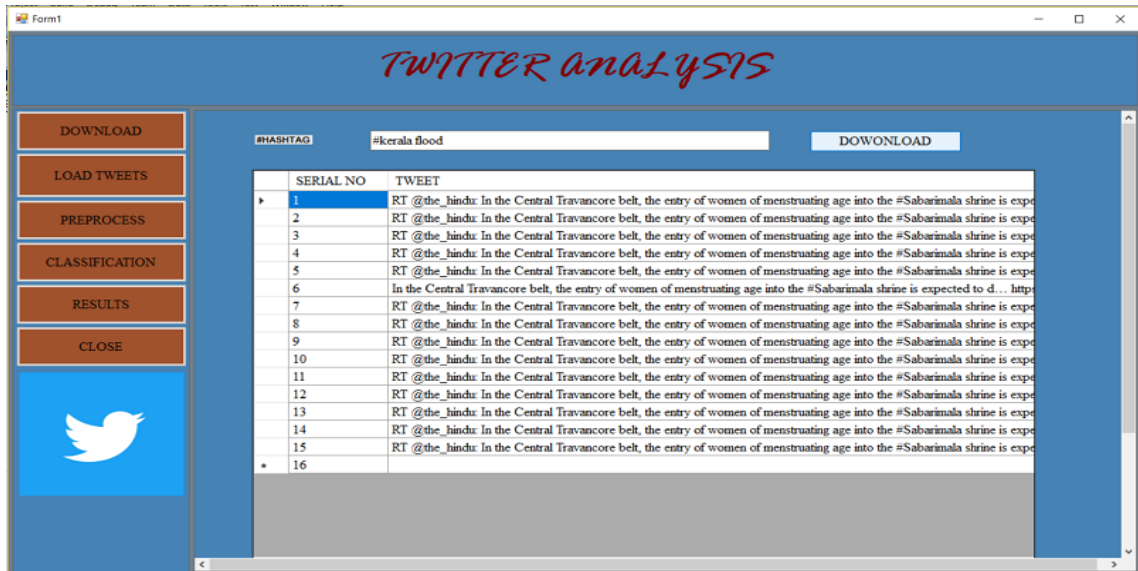 Form1
TWITTER ANALYSIS
DOWNLOAD
LOAD TWEETS
PREPROCESS
CLASSIFICATION
RESULTS
CLOSE
#HASHTAG #kerala flood DOWONLOAD
SERIAL NO TWEET
1 RT @the_hindu: In the Central Travancore belt, the entry of women of menstruating age into the #Sabarimala shrine is expe
2 RT @the_hindu: In the Central Travancore belt, the entry of women of menstruating age into the #Sabarimala shrine is expe
3 RT @the_hindu: In the Central Travancore belt, the entry of women of menstruating age into the #Sabarimala shrine is expe
4 RT @the_hindu: In the Central Travancore belt, the entry of women of menstruating age into the #Sabarimala shrine is expe
5 RT @the_hindu: In the Central Travancore belt, the entry of women of menstruating age into the #Sabarimala shrine is expe
6 In the Central Travancore belt, the entry of women of menstruating age into the #Sabarimala shrine is expected to d… https
7 RT @the_hindu: In the Central Travancore belt, the entry of women of menstruating age into the #Sabarimala shrine is expe
8 RT @the_hindu: In the Central Travancore belt, the entry of women of menstruating age into the #Sabarimala shrine is expe
9 RT @the_hindu: In the Central Travancore belt, the entry of women of menstruating age into the #Sabarimala shrine is expe
10 RT @the_hindu: In the Central Travancore belt, the entry of women of menstruating age into the #Sabarimala shrine is expe
11 RT @the_hindu: In the Central Travancore belt, the entry of women of menstruating age into the #Sabarimala shrine is expe
12 RT @the_hindu: In the Central Travancore belt, the entry of women of menstruating age into the #Sabarimala shrine is expe
13 RT @the_hindu: In the Central Travancore belt, the entry of women of menstruating age into the #Sabarimala shrine is expe
14 RT @the_hindu: In the Central Travancore belt, the entry of women of menstruating age into the #Sabarimala shrine is expe
15 RT @the_hindu: In the Central Travancore belt, the entry of women of menstruating age into the #Sabarimala shrine is expe
16